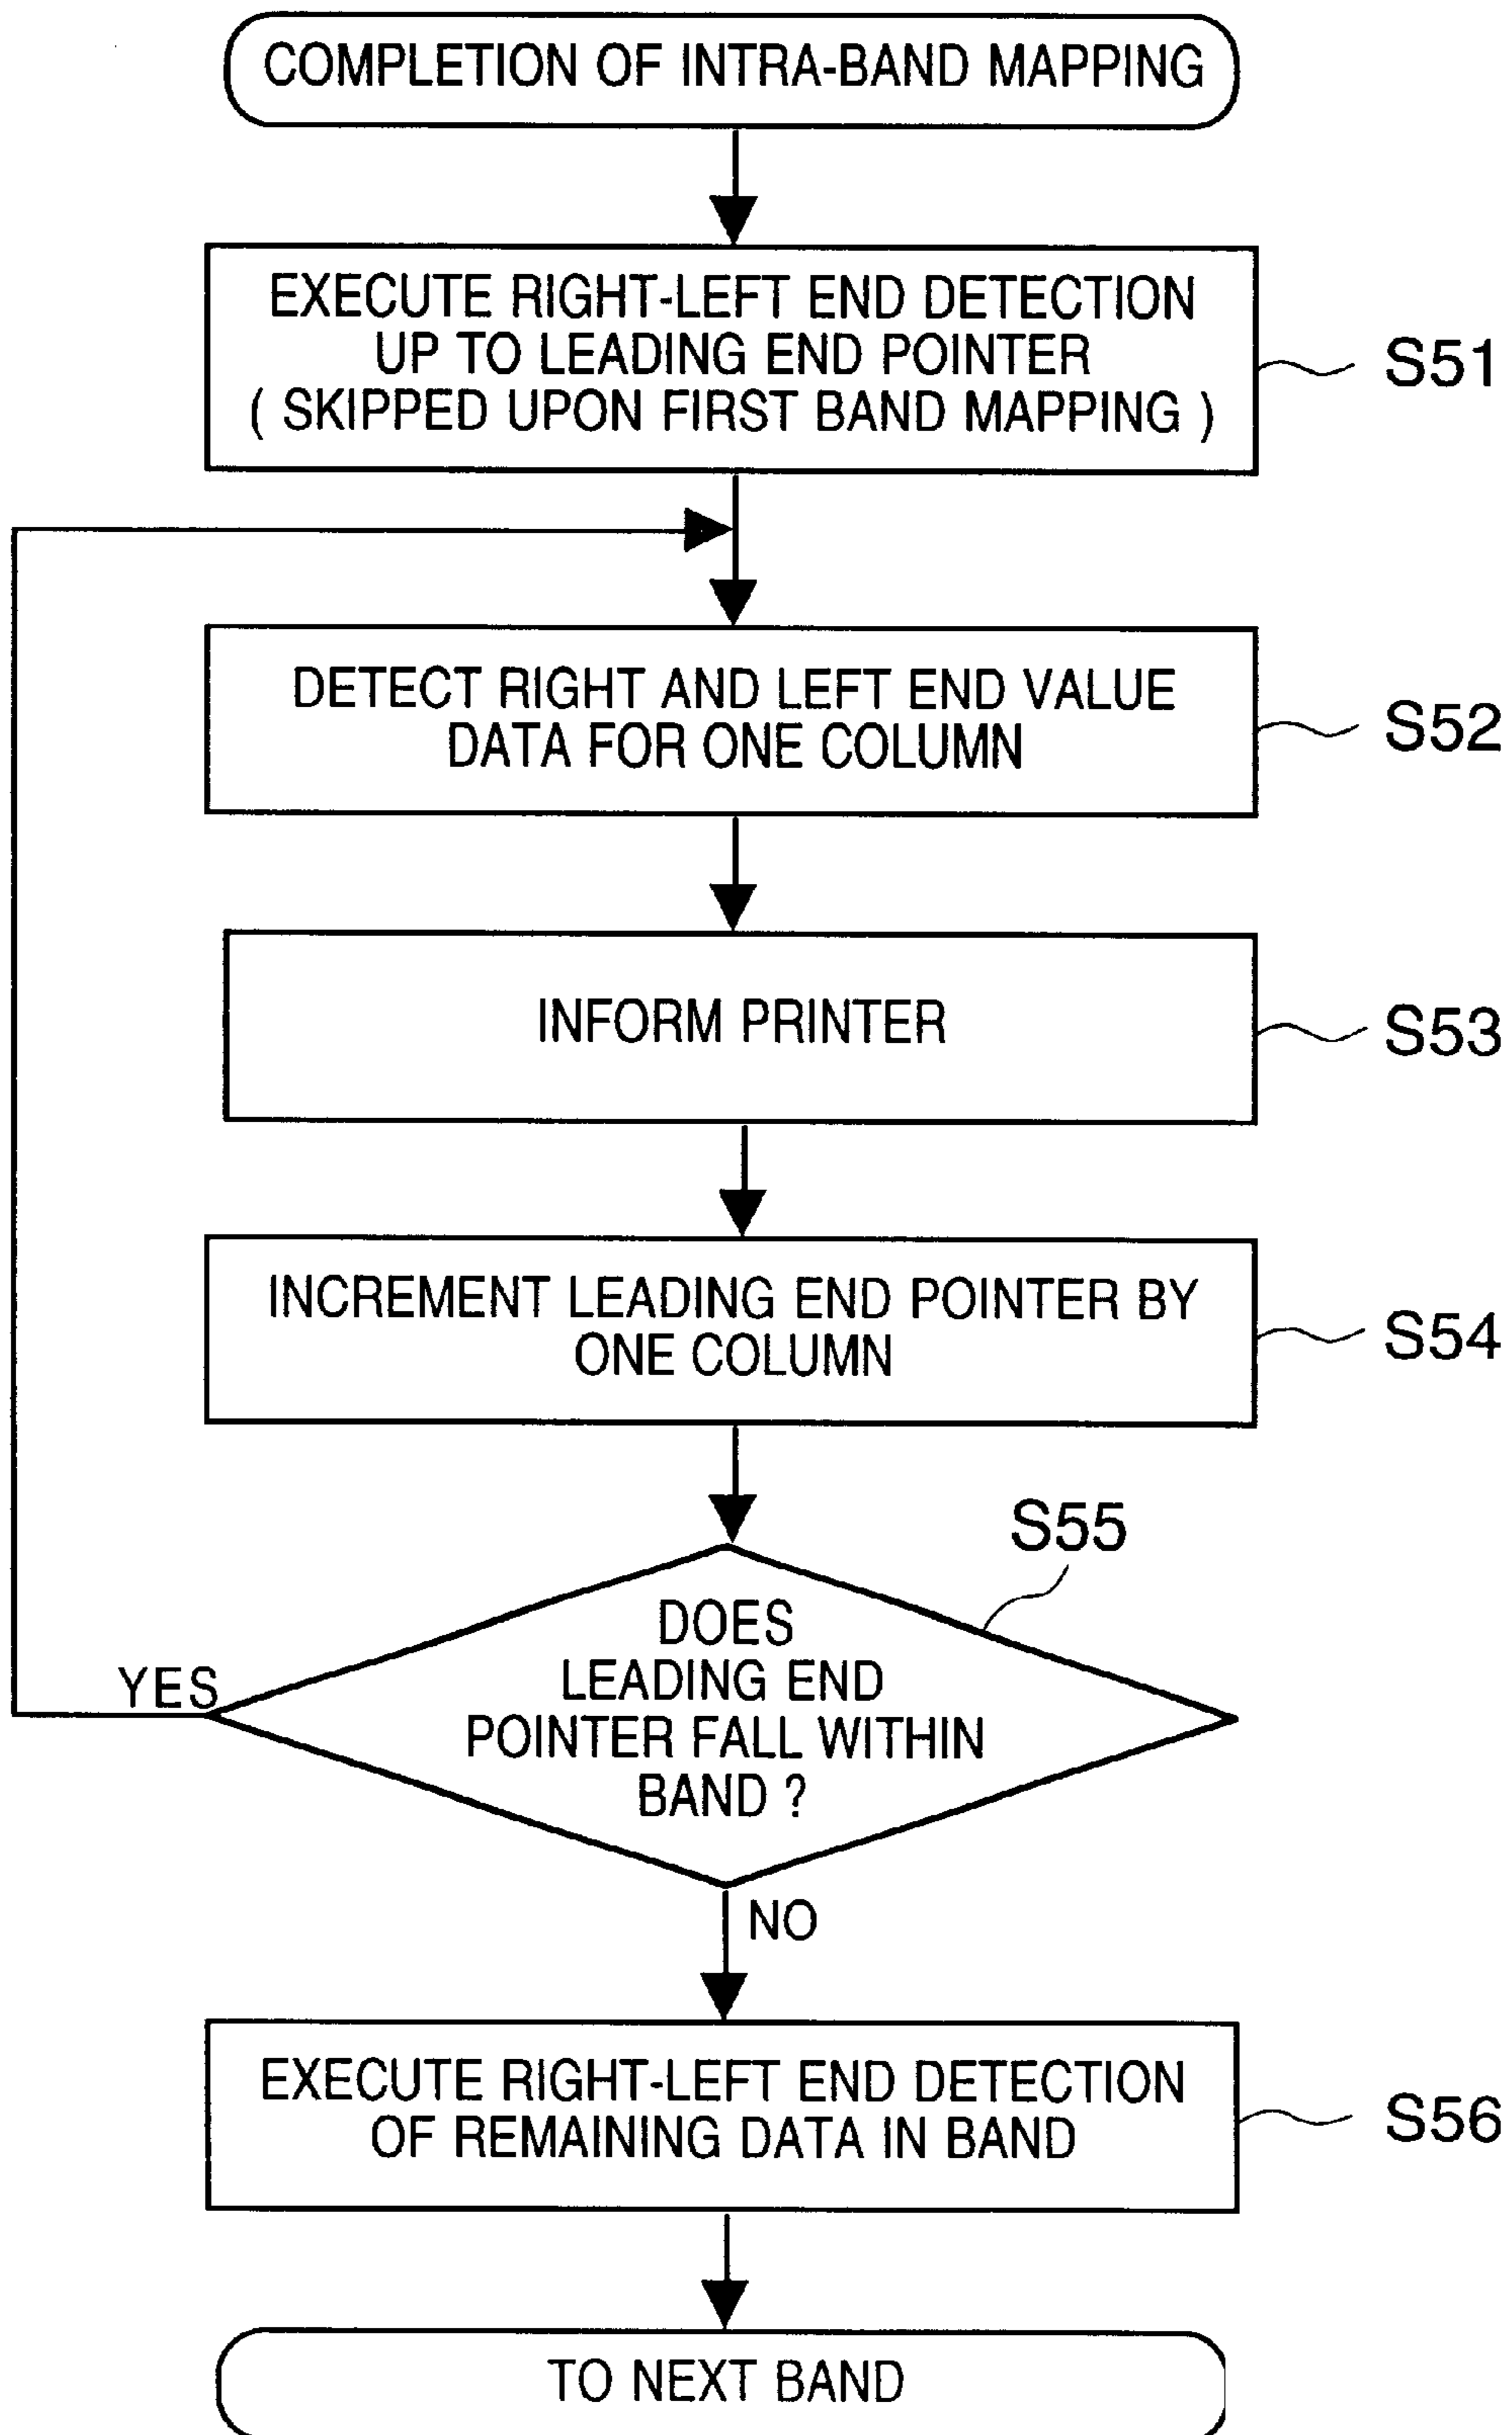 COMPLETION OF INTRA-BAND MAPPING
EXECUTE RIGHT-LEFT END DETECTION
UP TO LEADING END POINTER
( SKIPPED UPON FIRST BAND MAPPING )
S51
DETECT RIGHT AND LEFT END VALUE
DATA FOR ONE COLUMN
S52
INFORM PRINTER
S53
INCREMENT LEADING END POINTER BY
ONE COLUMN
S54
S55
DOES
LEADING END
POINTER FALL WITHIN
BAND ?
YES
NO
EXECUTE RIGHT-LEFT END DETECTION
OF REMAINING DATA IN BAND
S56
TO NEXT BAND